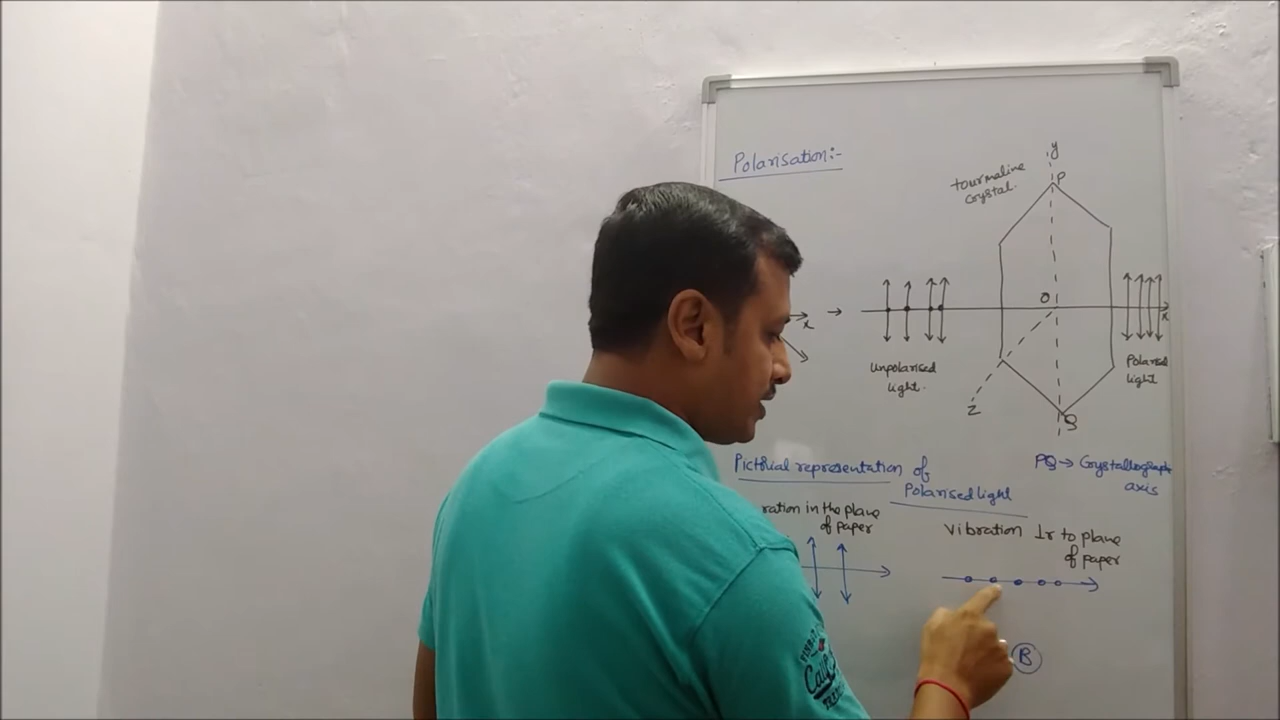 Polarisation:-
y
P
tourmaline
Crystal.
O
x
x
Unpolarised
light.
Polarised
light
Z
Q
Pictorial representation of
Polarised light
PQ → Crystallographic
axis
ration in the plane
of paper
Vibration ⊥r to plane
of paper
B